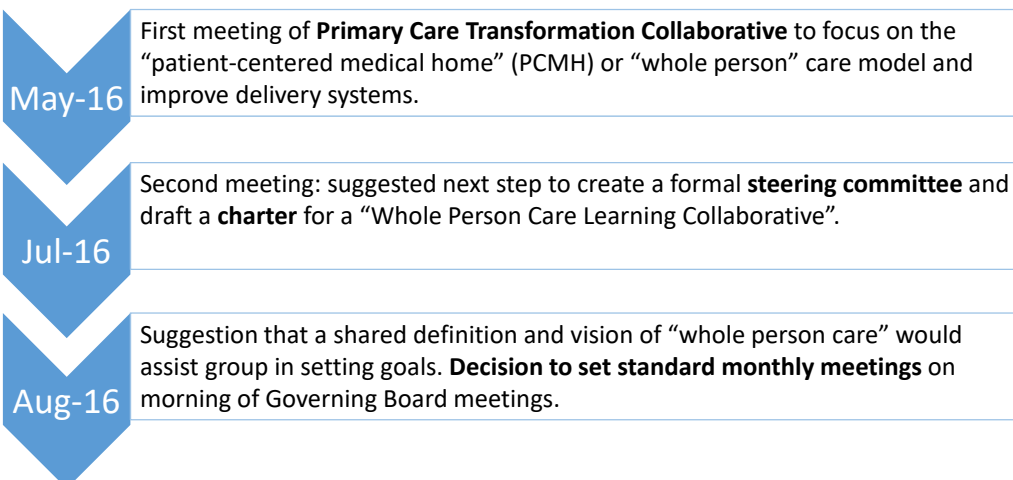 May-16
First meeting of Primary Care Transformation Collaborative to focus on the
“patient-centered medical home” (PCMH) or “whole person” care model and
improve delivery systems.
Jul-16
Second meeting: suggested next step to create a formal steering committee and
draft a charter for a “Whole Person Care Learning Collaborative”.
Aug-16
Suggestion that a shared definition and vision of “whole person care” would
assist group in setting goals. Decision to set standard monthly meetings on
morning of Governing Board meetings.